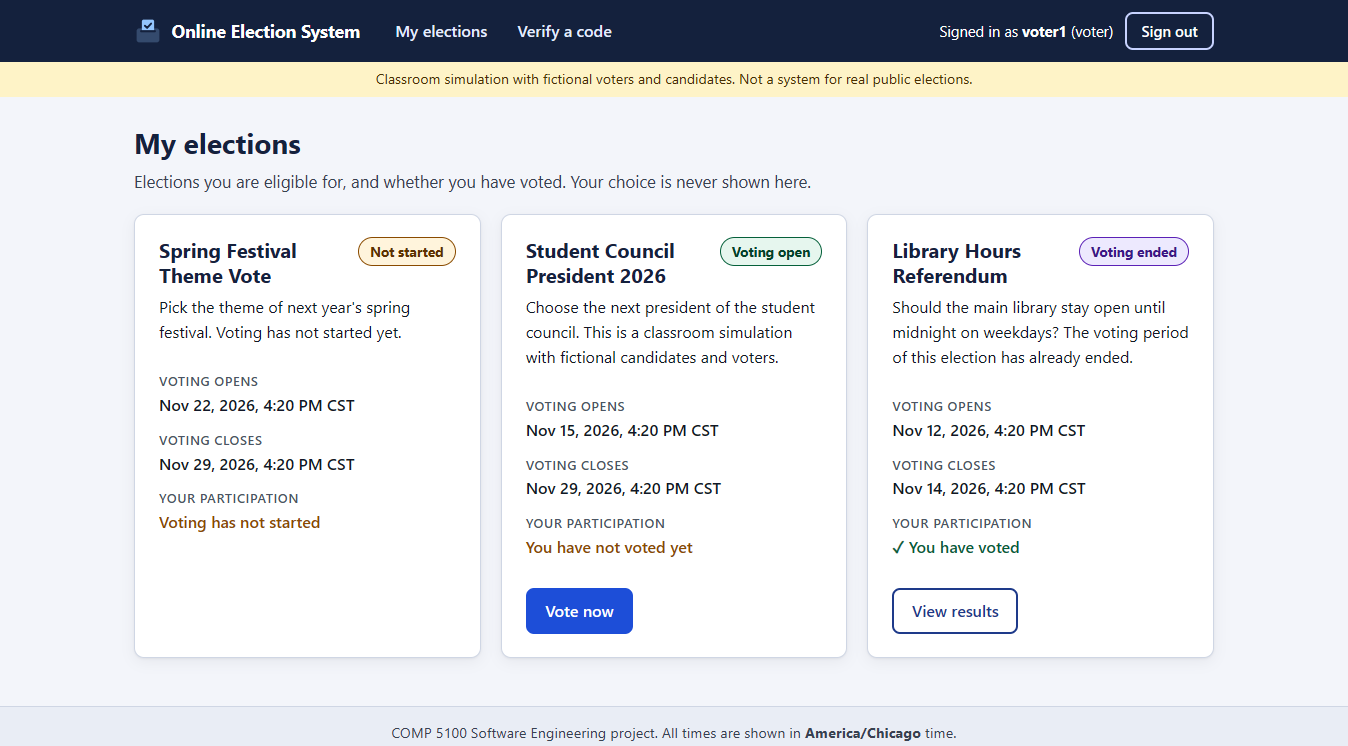 Online Election System
My elections
Verify a code
Signed in as voter1 (voter)
Sign out
Classroom simulation with fictional voters and candidates. Not a system for real public elections.
My elections
Elections you are eligible for, and whether you have voted. Your choice is never shown here.
Spring Festival
Theme Vote
Not started
Pick the theme of next year's spring
festival. Voting has not started yet.
VOTING OPENS
Nov 22, 2026, 4:20 PM CST
VOTING CLOSES
Nov 29, 2026, 4:20 PM CST
YOUR PARTICIPATION
Voting has not started
Student Council
President 2026
Voting open
Choose the next president of the student
council. This is a classroom simulation
with fictional candidates and voters.
VOTING OPENS
Nov 15, 2026, 4:20 PM CST
VOTING CLOSES
Nov 29, 2026, 4:20 PM CST
YOUR PARTICIPATION
You have not voted yet
Vote now
Library Hours
Referendum
Voting ended
Should the main library stay open until
midnight on weekdays? The voting period
of this election has already ended.
VOTING OPENS
Nov 12, 2026, 4:20 PM CST
VOTING CLOSES
Nov 14, 2026, 4:20 PM CST
YOUR PARTICIPATION
✓ You have voted
View results
COMP 5100 Software Engineering project. All times are shown in America/Chicago time.